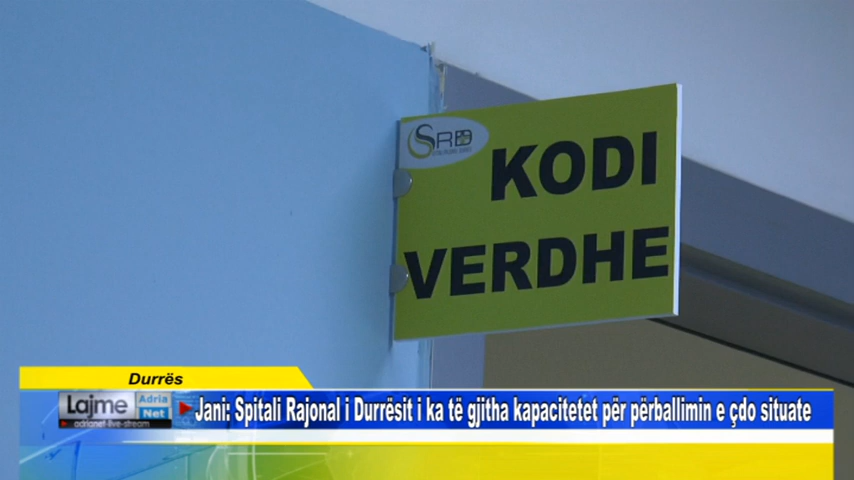 SRD
KODI
VERDHE
Durrës
Lajme
Adria
Net
adrianet-live-stream
Jani: Spitali Rajonal i Durrësit i ka të gjitha kapacitetet për përballimin e çdo situate